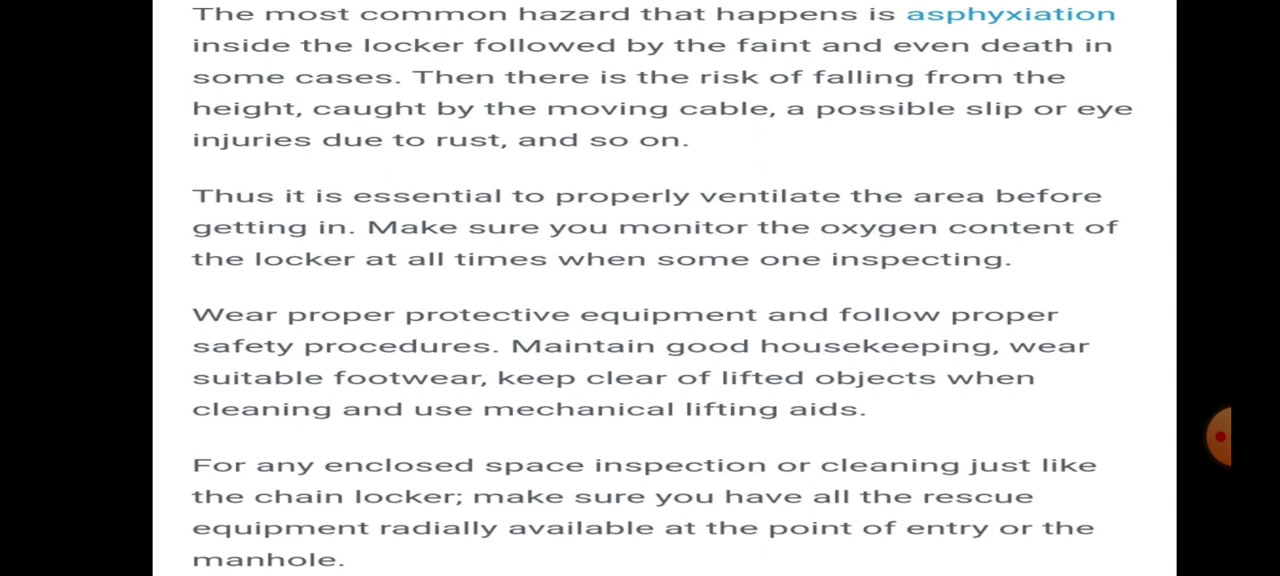 The most common hazard that happens is asphyxiation
inside the locker followed by the faint and even death in
some cases. Then there is the risk of falling from the
height, caught by the moving cable, a possible slip or eye
injuries due to rust, and so on.
Thus it is essential to properly ventilate the area before
getting in. Make sure you monitor the oxygen content of
the locker at all times when some one inspecting.
Wear proper protective equipment and follow proper
safety procedures. Maintain good housekeeping, wear
suitable footwear, keep clear of lifted objects when
cleaning and use mechanical lifting aids.
For any enclosed space inspection or cleaning just like
the chain locker; make sure you have all the rescue
equipment radially available at the point of entry or the
manhole.